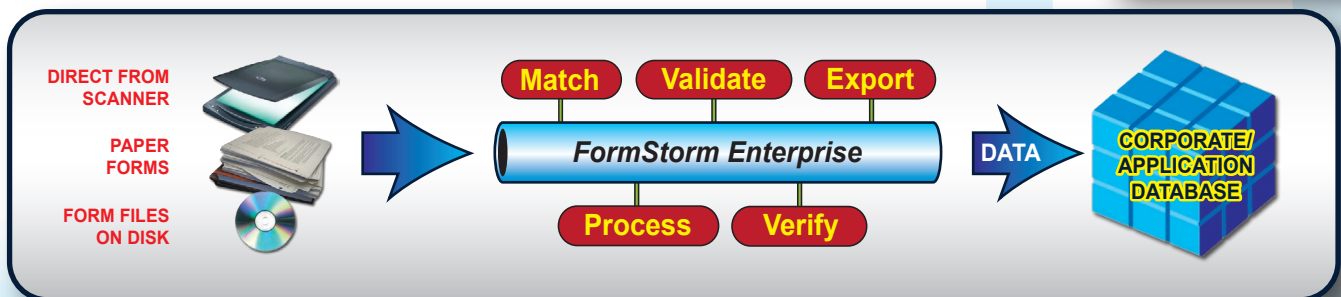 DIRECT FROM
SCANNER
PAPER
FORMS
FORM FILES
ON DISK
Match
Validate
Export
FormStorm Enterprise
Process
Verify
DATA
CORPORATE/
APPLICATION
DATABASE